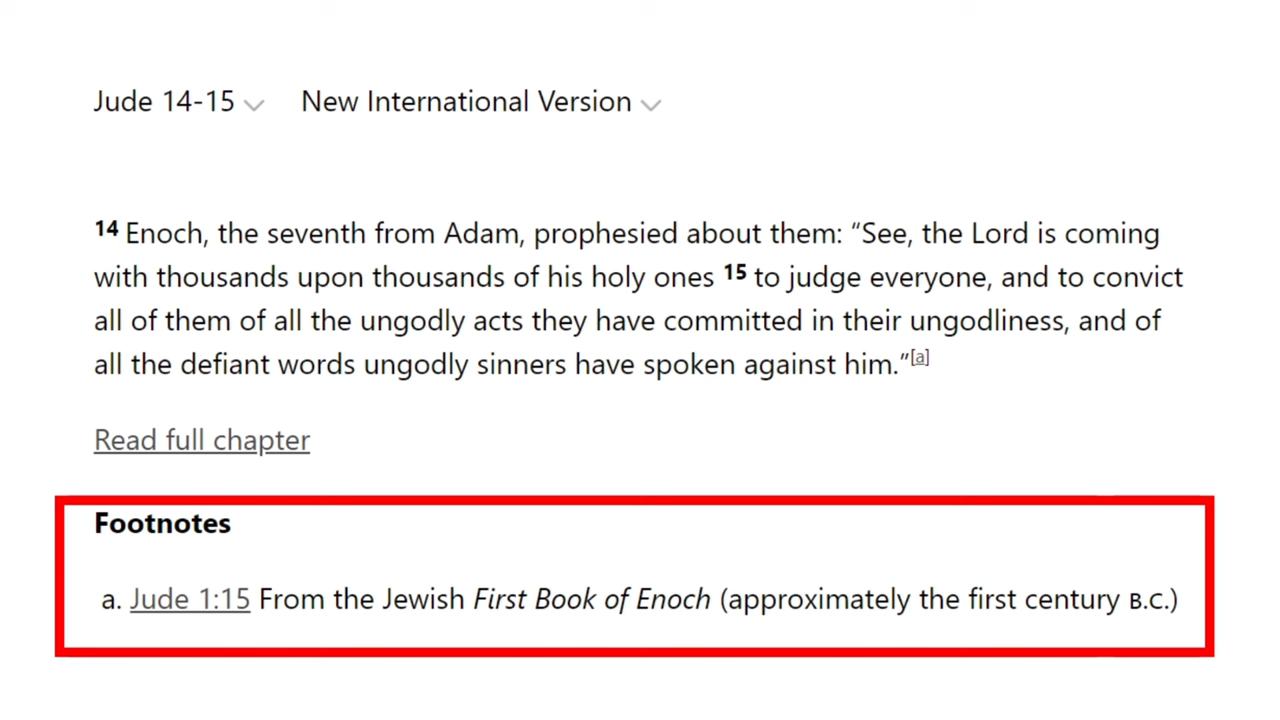 Jude 14-15 New International Version
14 Enoch, the seventh from Adam, prophesied about them: “See, the Lord is coming
with thousands upon thousands of his holy ones 15 to judge everyone, and to convict
all of them of all the ungodly acts they have committed in their ungodliness, and of
all the defiant words ungodly sinners have spoken against him.”[a]
Read full chapter
Footnotes
a. Jude 1:15 From the Jewish First Book of Enoch (approximately the first century B.C.)